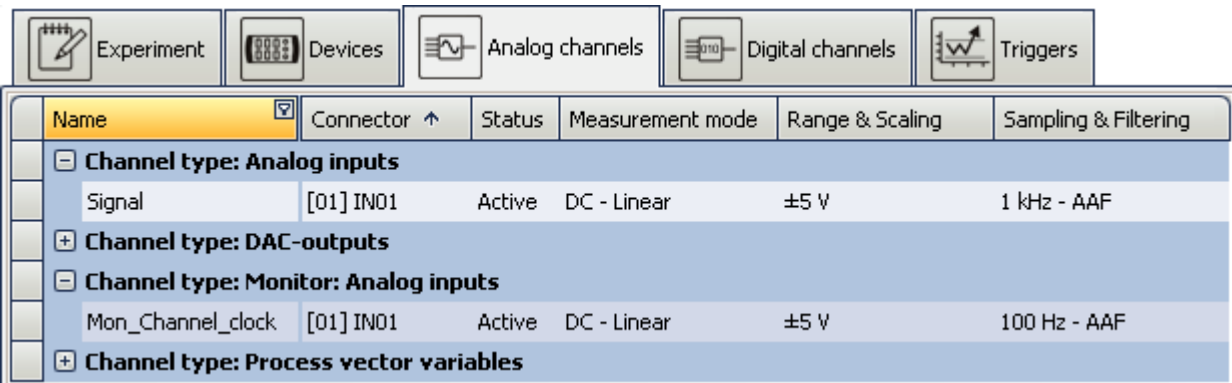 Experiment Devices Analog channels Digital channels Triggers
Name Connector Status Measurement mode Range & Scaling Sampling & Filtering
Channel type: Analog inputs
Signal [01] IN01 Active DC - Linear ±5 V 1 kHz - AAF
Channel type: DAC-outputs
Channel type: Monitor: Analog inputs
Mon_Channel_clock [01] IN01 Active DC - Linear ±5 V 100 Hz - AAF
Channel type: Process vector variables